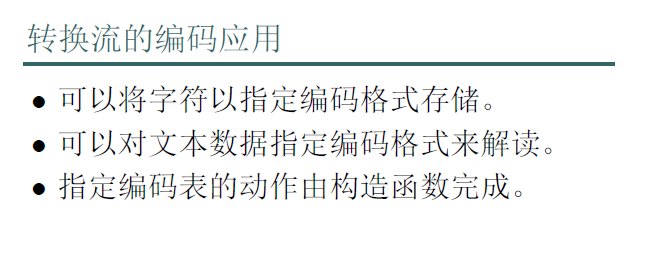 转换流的编码应用
● 可以将字符以指定编码格式存储。
● 可以对文本数据指定编码格式来解读。
● 指定编码表的动作由构造函数完成。